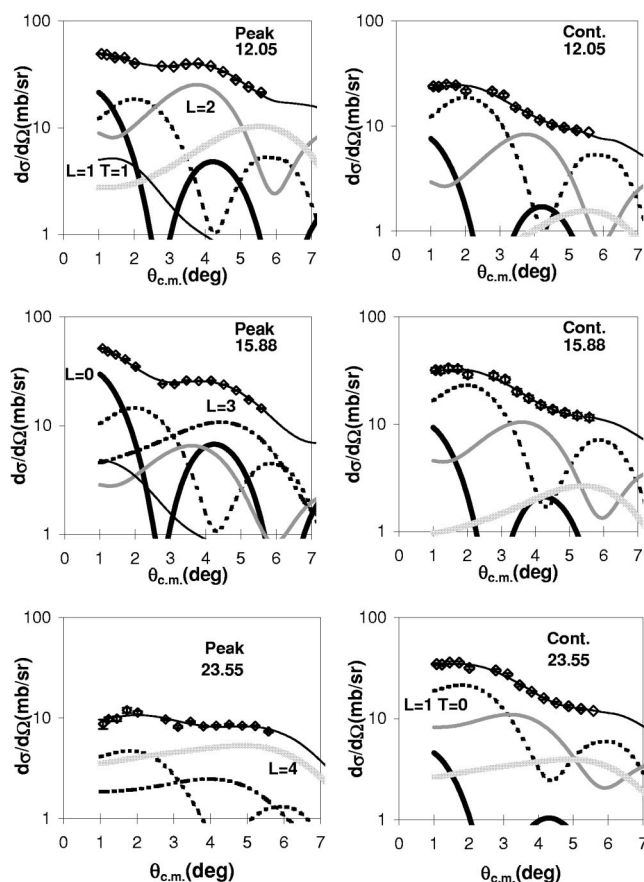 Peak
12.05
100
10
1
dσ/dΩ(mb/sr)
L=2
L=1 T=1
0 1 2 3 4 5 6 7
θc.m.(deg)
Cont.
12.05
100
10
1
dσ/dΩ(mb/sr)
0 1 2 3 4 5 6 7
θc.m.(deg)
Peak
15.88
100
10
1
dσ/dΩ(mb/sr)
L=0
L=3
0 1 2 3 4 5 6 7
θc.m.(deg)
Cont.
15.88
100
10
1
dσ/dΩ(mb/sr)
0 1 2 3 4 5 6 7
θc.m.(deg)
Peak
23.55
100
10
1
dσ/dΩ(mb/sr)
L=4
0 1 2 3 4 5 6 7
θc.m.(deg)
Cont.
23.55
100
10
1
dσ/dΩ(mb/sr)
L=1 T=0
0 1 2 3 4 5 6 7
θc.m.(deg)